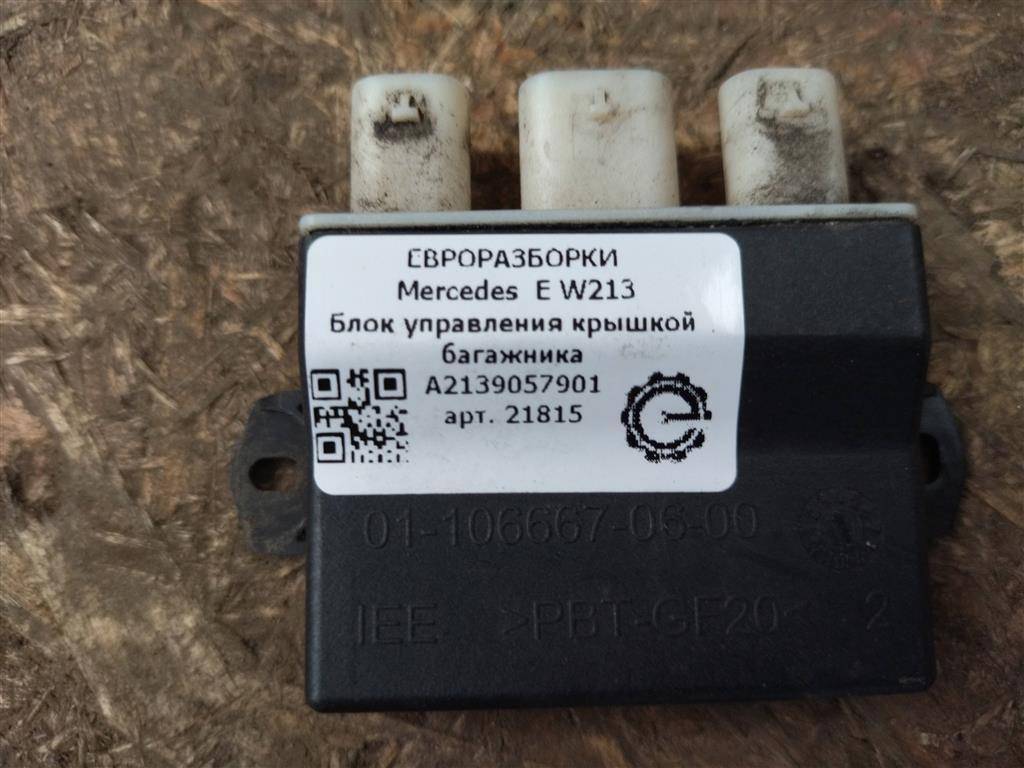 ЕВРОРАЗБОРКИ
Mercedes E W213
Блок управления крышкой
багажника
A2139057901
арт. 21815
01-106667-06-00
IEE >PBT-GF20< 2